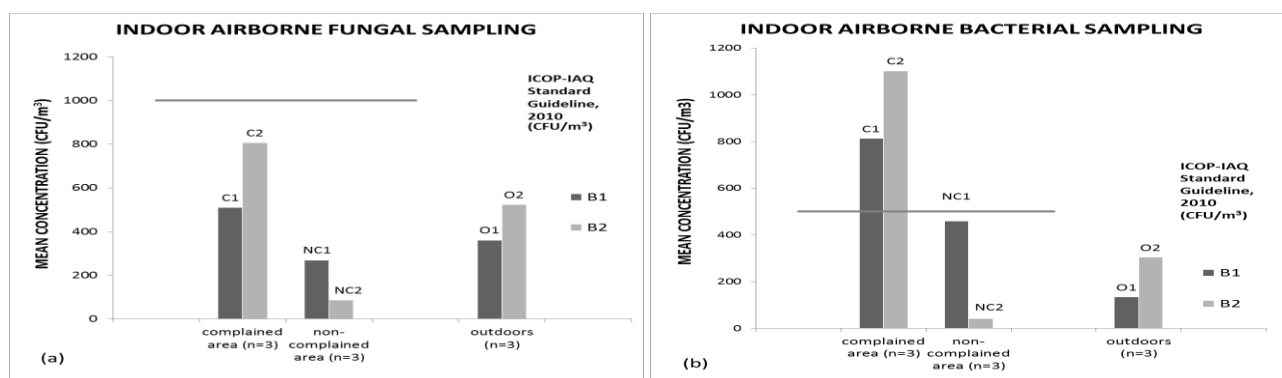 INDOOR AIRBORNE FUNGAL SAMPLING
MEAN CONCENTRATION (CFU/m³)
1200
1000
800
600
400
200
0
C1
C2
NC1
NC2
O1
O2
complained
area (n=3)
non-
complained
area (n=3)
outdoors
(n=3)
ICOP-IAQ
Standard
Guideline,
2010
(CFU/m³)
B1
B2
(a)
INDOOR AIRBORNE BACTERIAL SAMPLING
MEAN CONCENTRATION (CFU/m3)
1200
1000
800
600
400
200
0
C1
C2
NC1
NC2
O1
O2
complained
area (n=3)
non-
complained
area (n=3)
outdoors
(n=3)
ICOP-IAQ
Standard
Guideline,
2010
(CFU/m³)
B1
B2
(b)